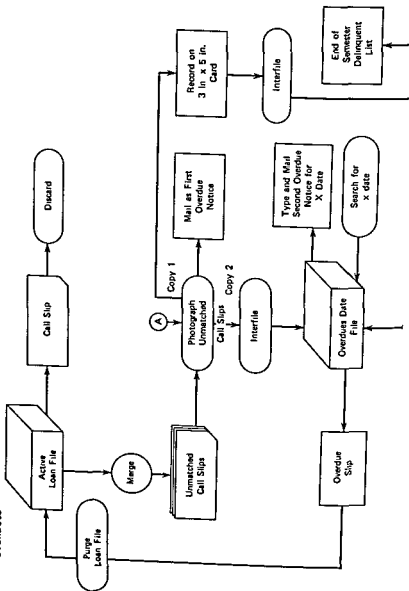 Purge
Loan File
Active
Loan File
Call Slip
Discard
Merge
Unmatched
Call Slips
A
Photograph
Unmatched
Call Slips
Copy 1
Copy 2
Mail as First
Overdue
Notice
Record on
3 in x 5 in.
Card
Interfile
Interfile
Overdue
Slip
Overdues Date
File
Type and Mail
Second Overdue
Notice for
X Date
Search for
x date
End of
Semester
Delinquent
List